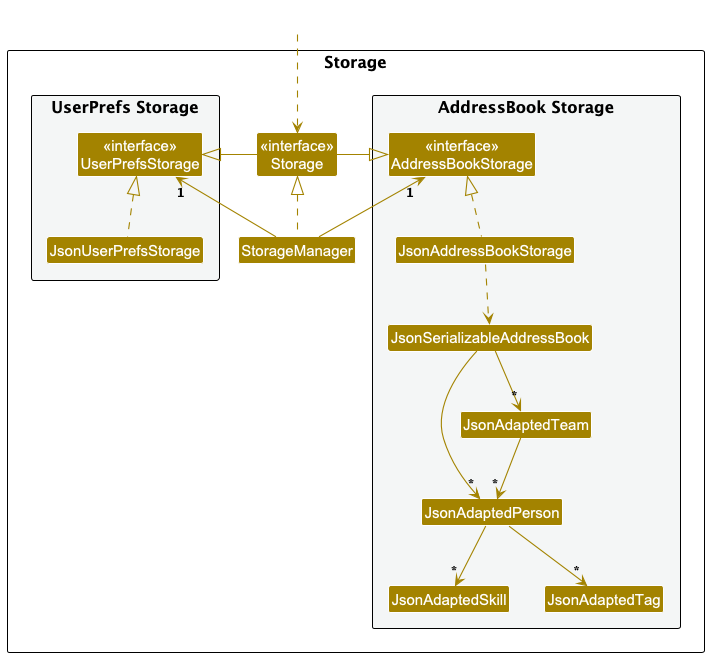 Storage
UserPrefs Storage
AddressBook Storage
«interface»
UserPrefsStorage
«interface»
Storage
«interface»
AddressBookStorage
1
1
JsonUserPrefsStorage
StorageManager
JsonAddressBookStorage
JsonSerializableAddressBook
*
JsonAdaptedTeam
*
*
JsonAdaptedPerson
*
*
JsonAdaptedSkill
JsonAdaptedTag